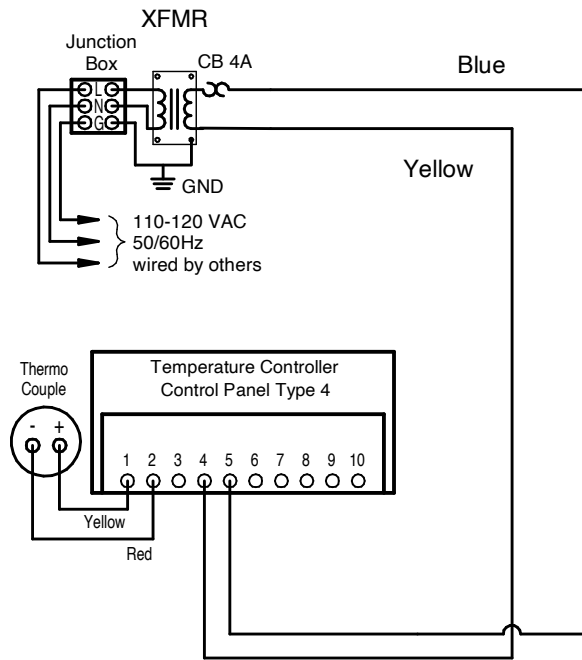 XFMR
Junction
Box
CB 4A
Blue
L
N
G
GND
Yellow
110-120 VAC
50/60Hz
wired by others
Thermo
Couple
- +
Temperature Controller
Control Panel Type 4
1 2 3 4 5 6 7 8 9 10
Yellow
Red